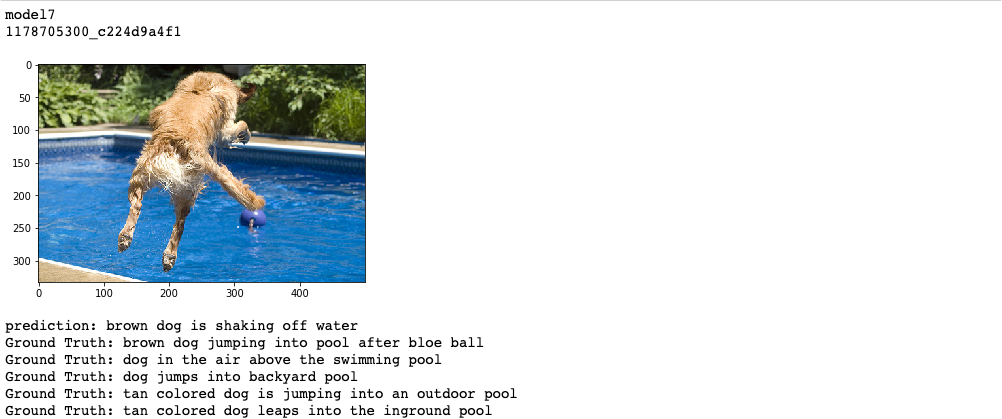 model7
1178705300_c224d9a4f1
0
50
100
150
200
250
300
0 100 200 300 400
prediction: brown dog is shaking off water
Ground Truth: brown dog jumping into pool after bloe ball
Ground Truth: dog in the air above the swimming pool
Ground Truth: dog jumps into backyard pool
Ground Truth: tan colored dog is jumping into an outdoor pool
Ground Truth: tan colored dog leaps into the inground pool